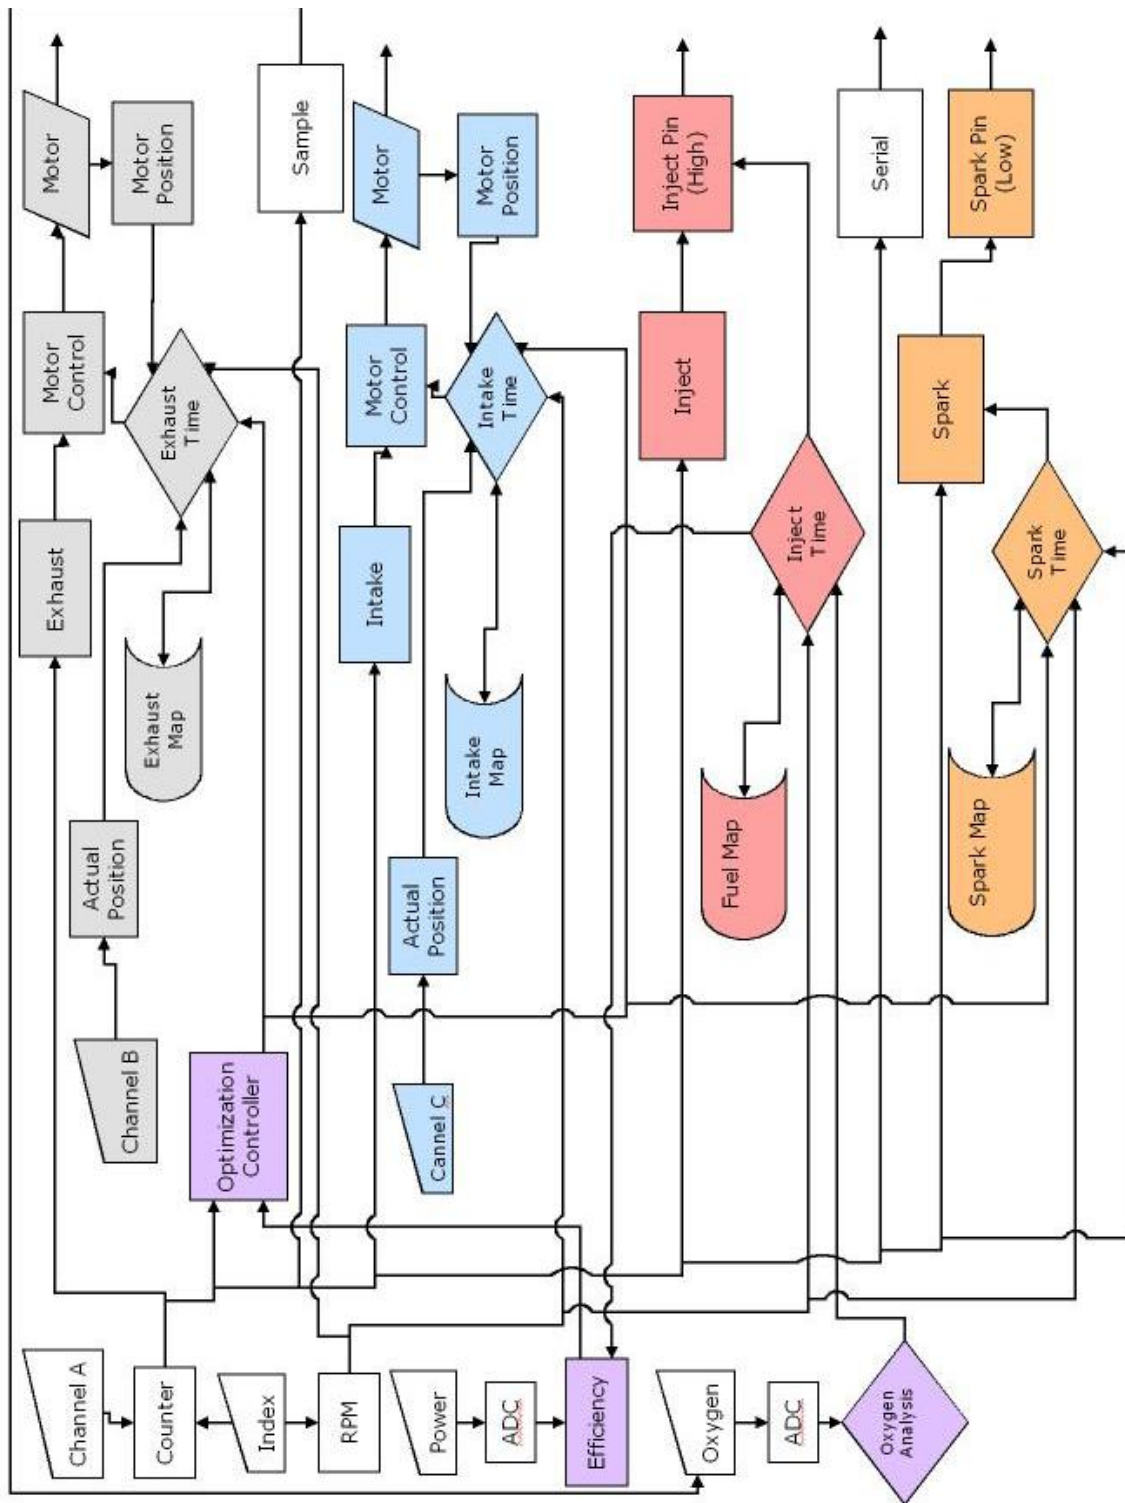 Channel A
Counter
Index
RPM
Power
ADC
Efficiency
Oxygen
ADC
Oxygen
Analysis
Channel B
Optimization
Controller
Cannel C
Actual
Position
Actual
Position
Exhaust
Map
Intake
Map
Fuel Map
Spark Map
Exhaust
Intake
Inject
Time
Spark
Time
Motor
Control
Exhaust
Time
Motor
Control
Intake
Time
Inject
Spark
Motor
Motor
Position
Sample
Motor
Motor
Position
Inject Pin
(High)
Serial
Spark Pin
(Low)